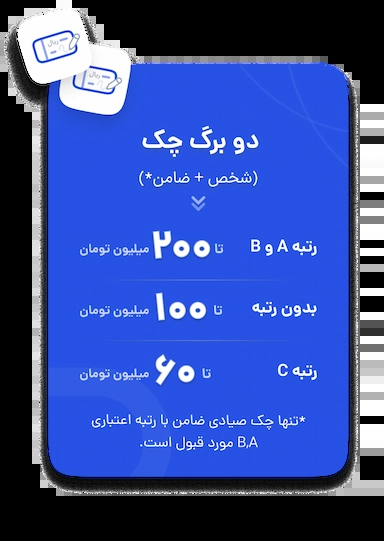 ریال
ریال
دو برگ چک
(شخص + ضامن*)
رتبه A و B تا ۲۰۰ میلیون تومان
بدون رتبه تا ۱۰۰ میلیون تومان
رتبه C تا ۶۰ میلیون تومان
*تنها چک صیادی ضامن با رتبه اعتباری
B,A مورد قبول است.